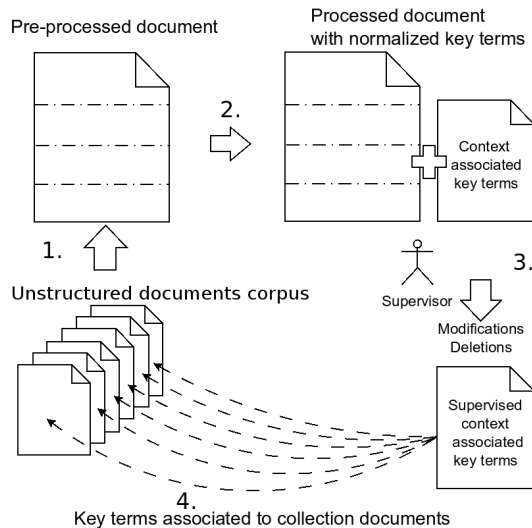 Pre-processed document
Processed document
with normalized key terms
2.
Context
associated
key terms
1.
3.
Supervisor
Unstructured documents corpus
Modifications
Deletions
Supervised
context
associated
key terms
4.
Key terms associated to collection documents